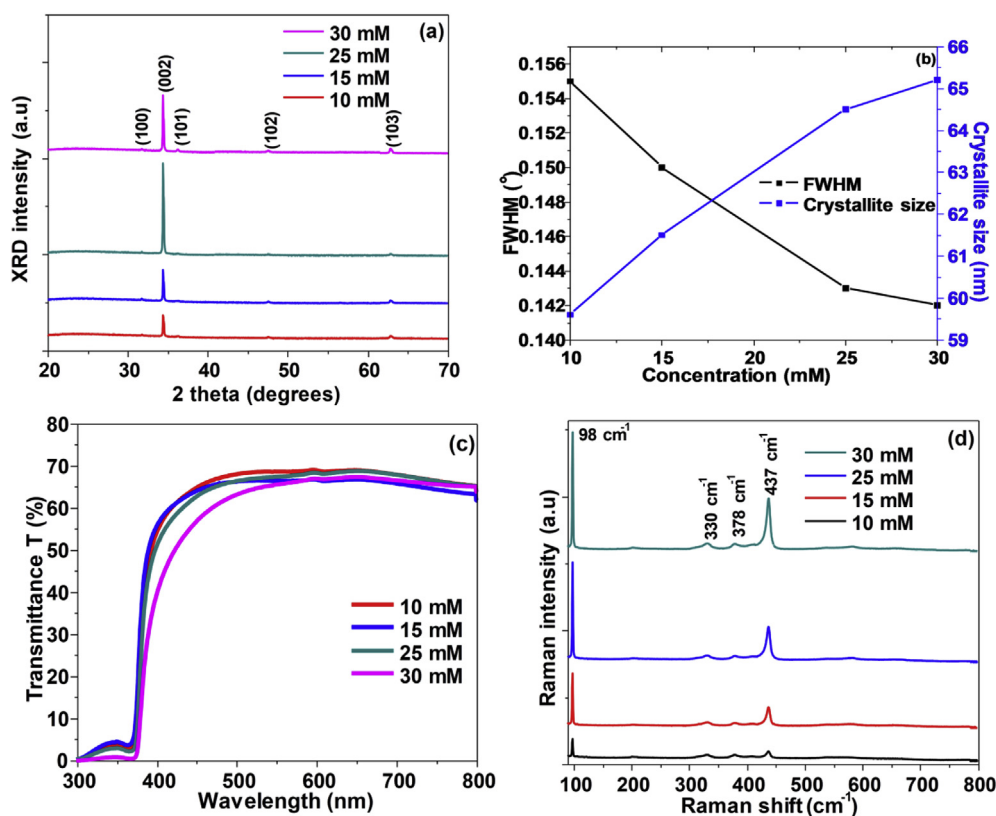 (a)
30 mM
25 mM
15 mM
10 mM
(100)
(002)
(101)
(102)
(103)
XRD intensity (a.u)
20 30 40 50 60 70
2 theta (degrees)
(b)
0.156
0.154
0.152
0.150
0.148
0.146
0.144
0.142
0.140
FWHM (°)
FWHM
Crystallite size
66
65
64
63
62
61
60
59
Crystallite size (nm)
10 15 20 25 30
Concentration (mM)
(c)
80
70
60
50
40
30
20
10
0
Transmittance T (%)
10 mM
15 mM
25 mM
30 mM
300 400 500 600 700 800
Wavelength (nm)
(d)
98 cm-1
330 cm-1
378 cm-1
437 cm-1
30 mM
25 mM
15 mM
10 mM
Raman intensity (a.u)
100 200 300 400 500 600 700 800
Raman shift (cm-1)